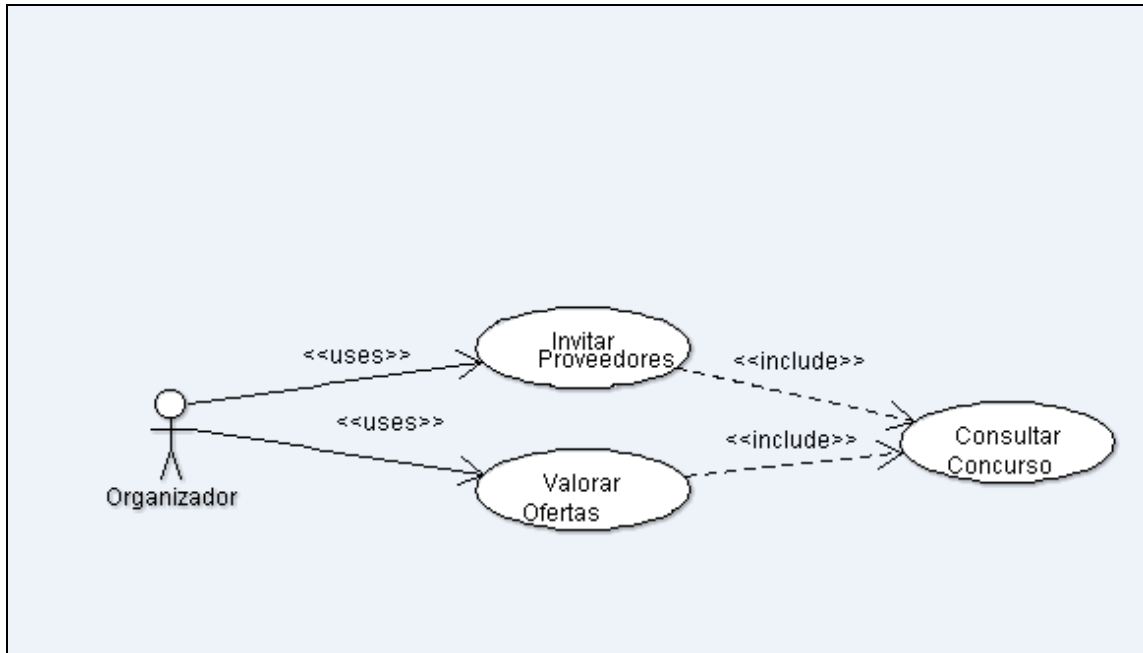 <<uses>>
Invitar
Proveedores
<<include>>
<<uses>>
<<include>>
Consultar
Concurso
Organizador
Valorar
Ofertas